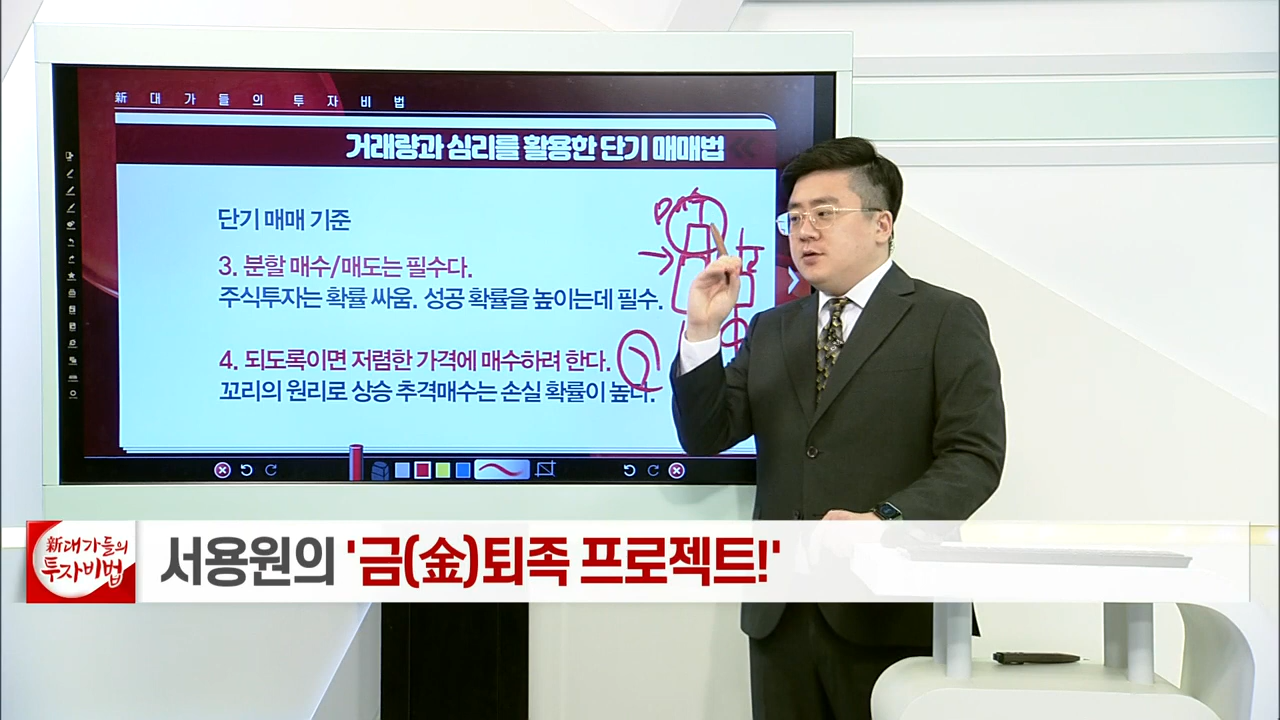 新 대 가 들 의 투 자 비 법
거래량과 심리를 활용한 단기 매매법
단기 매매 기준
3. 분할 매수/매도는 필수다.
주식투자는 확률 싸움. 성공 확률을 높이는데 필수.
4. 되도록이면 저렴한 가격에 매수하려 한다.
꼬리의 원리로 상승 추격매수는 손실 확률이 높다.
新대가들의
투자비법
서용원의 '금(金)퇴족 프로젝트!'